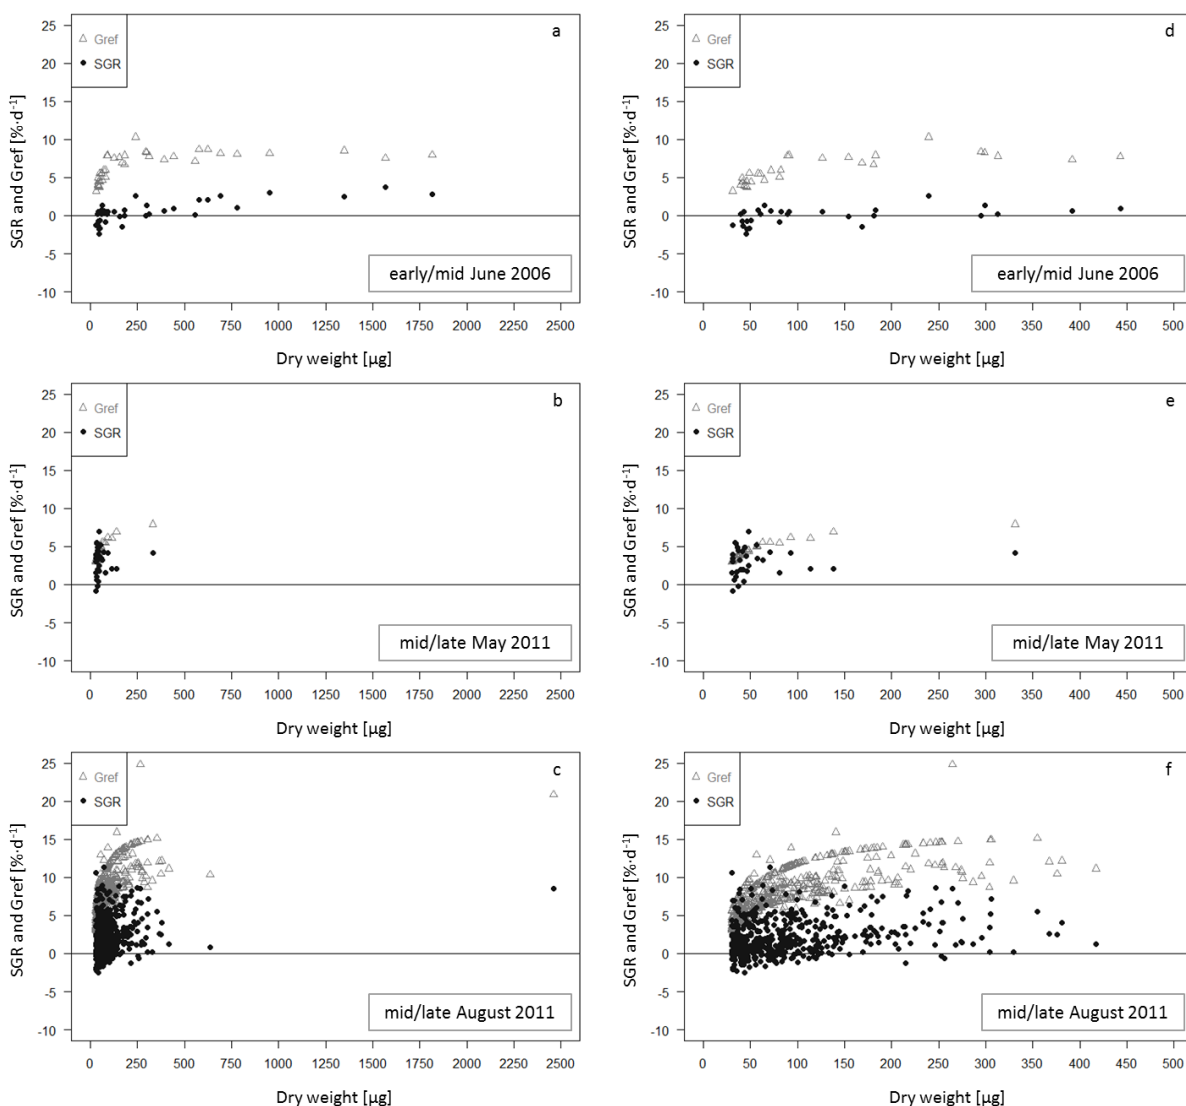 a
Gref
SGR
25
20
15
10
5
0
-5
-10
SGR and Gref [%·d⁻¹]
early/mid June 2006
0 250 500 750 1000 1250 1500 1750 2000 2250 2500
Dry weight [µg]
d
Gref
SGR
25
20
15
10
5
0
-5
-10
SGR and Gref [%·d⁻¹]
early/mid June 2006
0 50 100 150 200 250 300 350 400 450 500
Dry weight [µg]
b
Gref
SGR
25
20
15
10
5
0
-5
-10
SGR and Gref [%·d⁻¹]
mid/late May 2011
0 250 500 750 1000 1250 1500 1750 2000 2250 2500
Dry weight [µg]
e
Gref
SGR
25
20
15
10
5
0
-5
-10
SGR and Gref [%·d⁻¹]
mid/late May 2011
0 50 100 150 200 250 300 350 400 450 500
Dry weight [µg]
c
Gref
SGR
25
20
15
10
5
0
-5
-10
SGR and Gref [%·d⁻¹]
mid/late August 2011
0 250 500 750 1000 1250 1500 1750 2000 2250 2500
Dry weight [µg]
f
Gref
SGR
25
20
15
10
5
0
-5
-10
SGR and Gref [%·d⁻¹]
mid/late August 2011
0 50 100 150 200 250 300 350 400 450 500
Dry weight [µg]